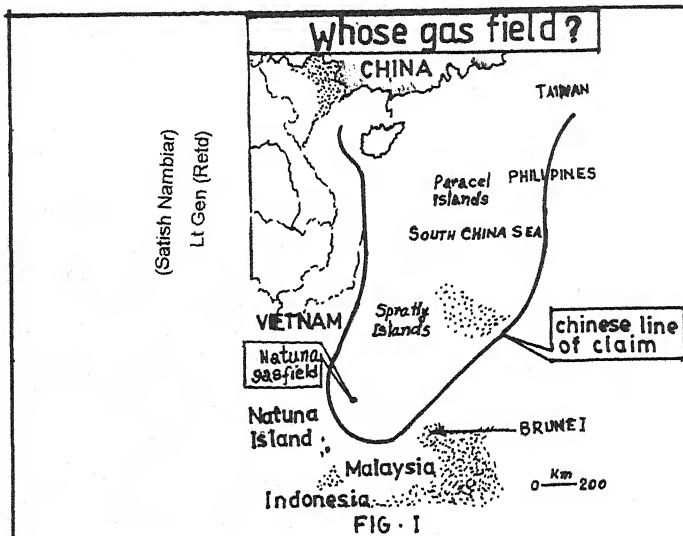 Whose gas field?
CHINA
TAIWAN
(Satish Nambiar)
Lt Gen (Retd)
Paracel
Islands
PHILIPINES
SOUTH CHINA SEA
Spratly
Islands
VIETNAM
chinese line
of claim
Natuna
gasfield
Natuna
Island
BRUNEI
Malaysia
Indonesia
0 Km 200
FIG. I